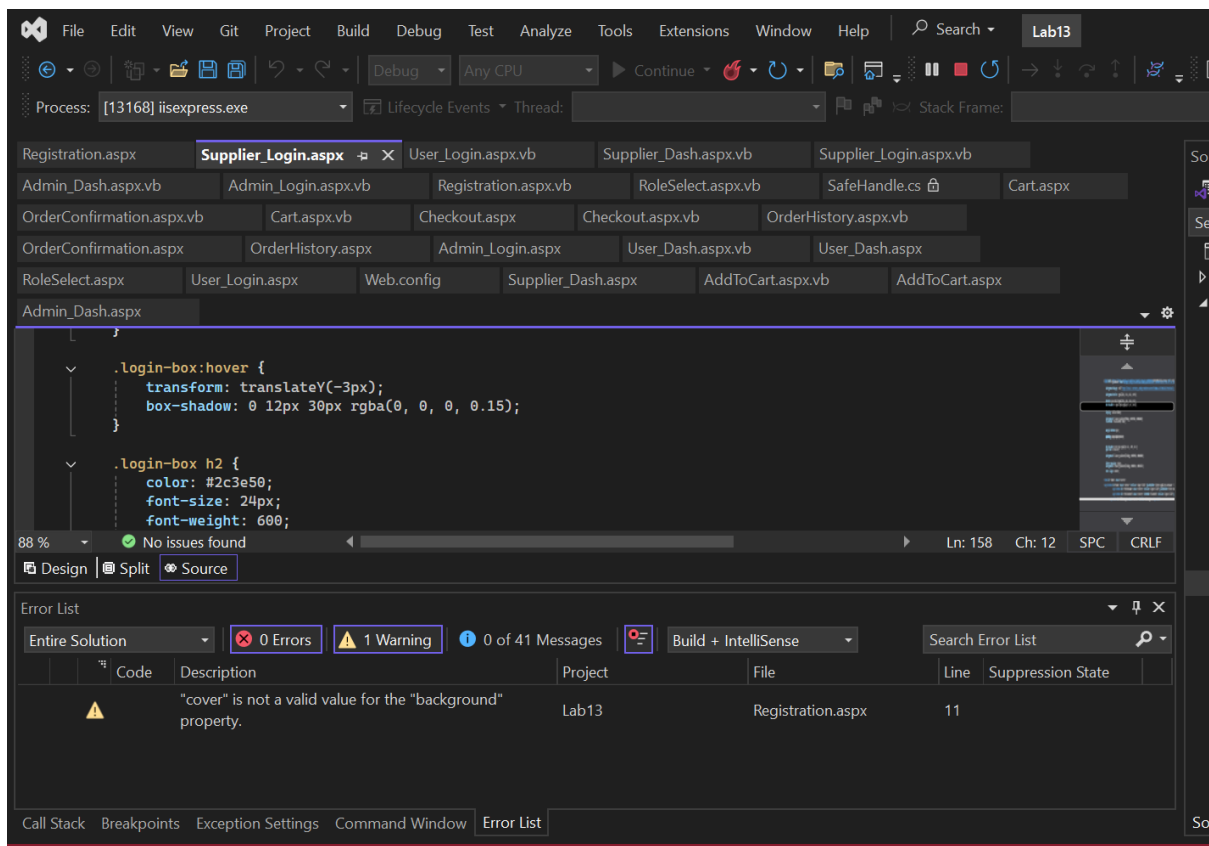 File Edit View Git Project Build Debug Test Analyze Tools Extensions Window Help Search Lab13
Debug Any CPU Continue
Process: [13168] iisexpress.exe Lifecycle Events Thread: Stack Frame:
Registration.aspx Supplier_Login.aspx User_Login.aspx.vb Supplier_Dash.aspx.vb Supplier_Login.aspx.vb
Admin_Dash.aspx.vb Admin_Login.aspx.vb Registration.aspx.vb RoleSelect.aspx.vb SafeHandle.cs Cart.aspx
OrderConfirmation.aspx.vb Cart.aspx.vb Checkout.aspx Checkout.aspx.vb OrderHistory.aspx.vb
OrderConfirmation.aspx OrderHistory.aspx Admin_Login.aspx User_Dash.aspx.vb User_Dash.aspx
RoleSelect.aspx User_Login.aspx Web.config Supplier_Dash.aspx AddToCart.aspx.vb AddToCart.aspx
Admin_Dash.aspx
}
.login-box:hover {
transform: translateY(-3px);
box-shadow: 0 12px 30px rgba(0, 0, 0, 0.15);
}
.login-box h2 {
color: #2c3e50;
font-size: 24px;
font-weight: 600;
88 % No issues found Ln: 158 Ch: 12 SPC CRLF
Design Split Source
Error List
Entire Solution 0 Errors 1 Warning 0 of 41 Messages Build + IntelliSense Search Error List
Code Description Project File Line Suppression State
"cover" is not a valid value for the "background" Lab13 Registration.aspx 11
property.
Call Stack Breakpoints Exception Settings Command Window Error List
So
Se
So